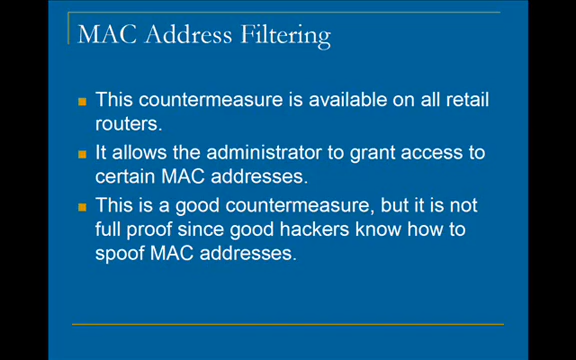 MAC Address Filtering
This countermeasure is available on all retail
routers.
It allows the administrator to grant access to
certain MAC addresses.
This is a good countermeasure, but it is not
full proof since good hackers know how to
spoof MAC addresses.